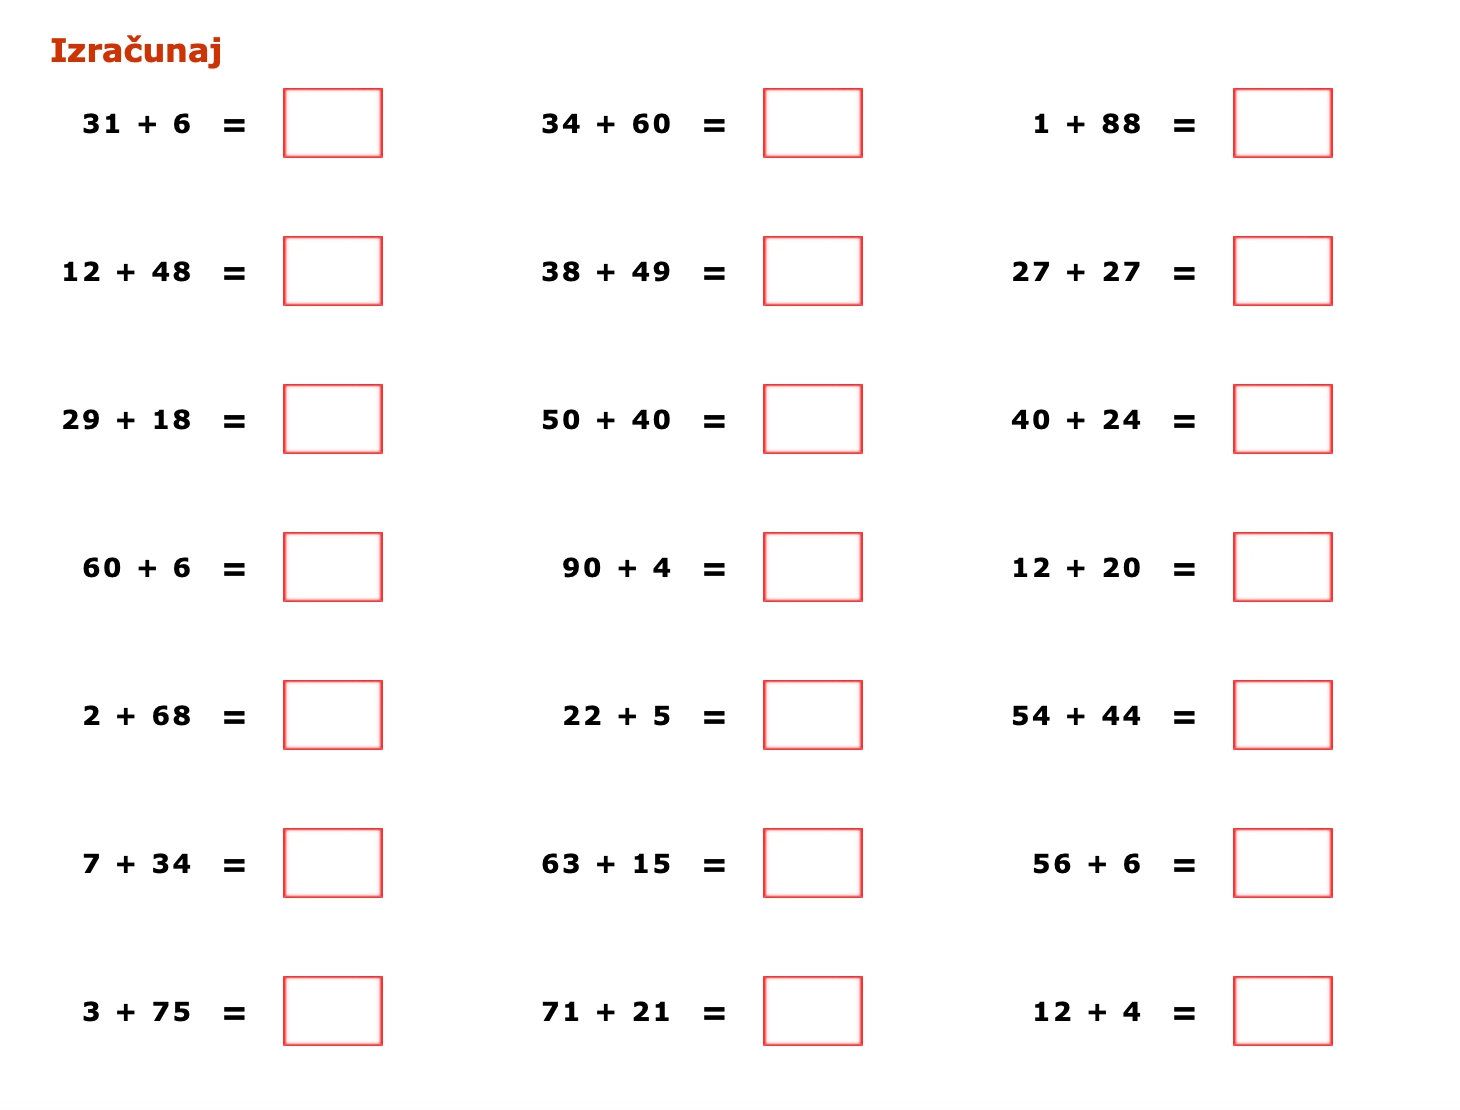 Izračunaj
31 + 6 = 34 + 60 = 1 + 88 =
12 + 48 = 38 + 49 = 27 + 27 =
29 + 18 = 50 + 40 = 40 + 24 =
60 + 6 = 90 + 4 = 12 + 20 =
2 + 68 = 22 + 5 = 54 + 44 =
7 + 34 = 63 + 15 = 56 + 6 =
3 + 75 = 71 + 21 = 12 + 4 =